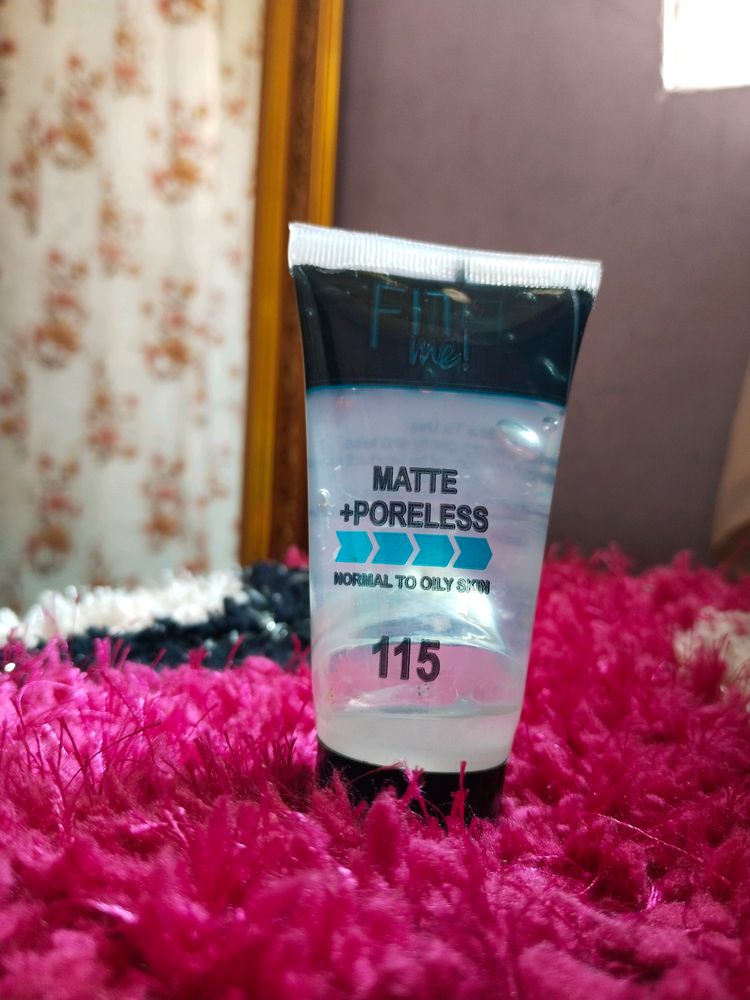 FIT
me!
MATTE
+PORELESS
NORMAL TO OILY SKIN
115